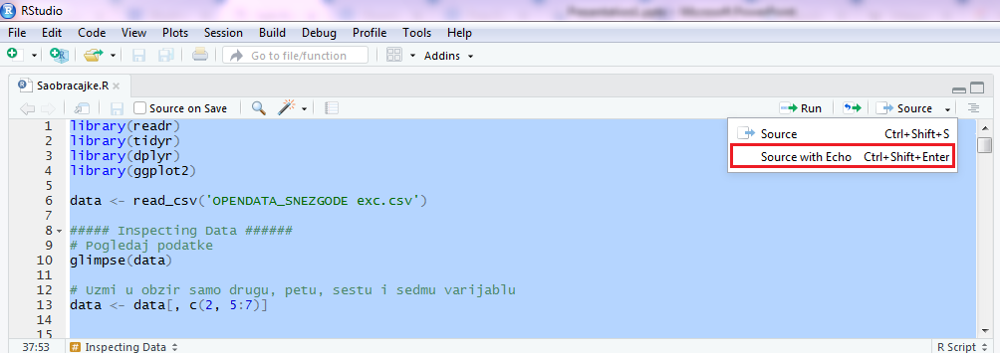 RStudio
File Edit Code View Plots Session Build Debug Profile Tools Help
Go to file/function Addins
Saobracajke.R
Source on Save Run Source
Source Ctrl+Shift+S
Source with Echo Ctrl+Shift+Enter
1 library(readr)
2 library(tidyr)
3 library(dplyr)
4 library(ggplot2)
5
6 data <- read_csv('OPENDATA_SNEZGODE exc.csv')
7
8 ##### Inspecting Data ######
9 # Pogledaj podatke
10 glimpse(data)
11
12 # Uzmi u obzir samo drugu, petu, sestu i sedmu varijablu
13 data <- data[, c(2, 5:7)]
14
15
37:53 # Inspecting Data R Script